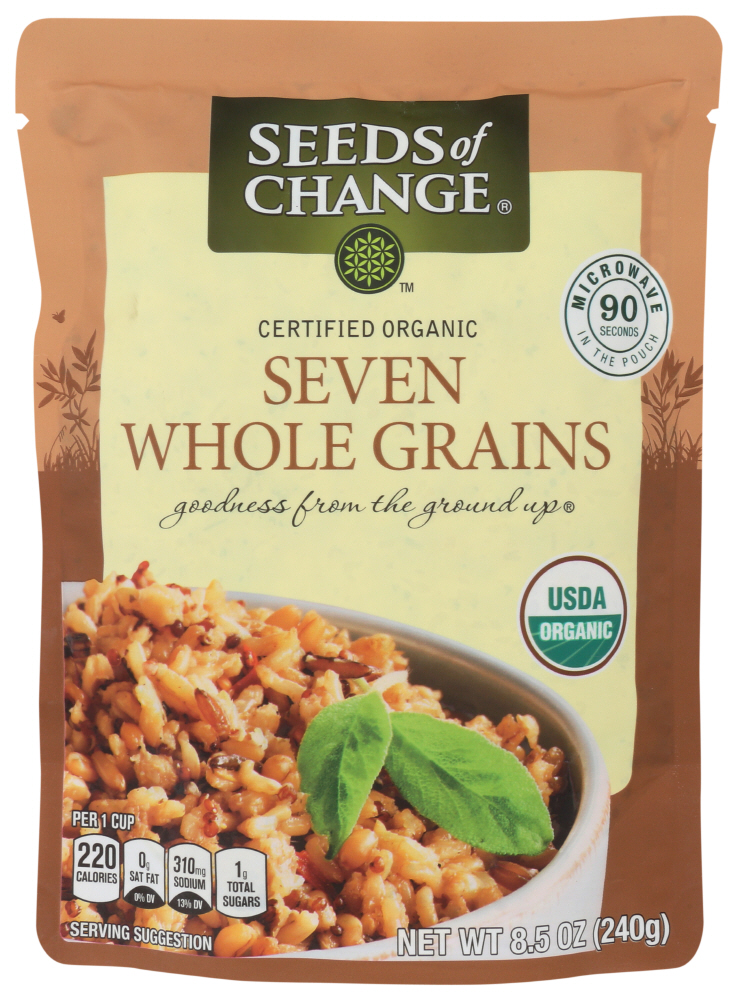 SEEDS of
CHANGE®
TM
CERTIFIED ORGANIC
SEVEN
WHOLE GRAINS
goodness from the ground up®
MICROWAVE
90
SECONDS
IN THE POUCH
USDA
ORGANIC
PER 1 CUP
220
CALORIES
0g
SAT FAT
0% DV
310mg
SODIUM
13% DV
1g
TOTAL
SUGARS
SERVING SUGGESTION
NET WT 8.5 OZ (240g)